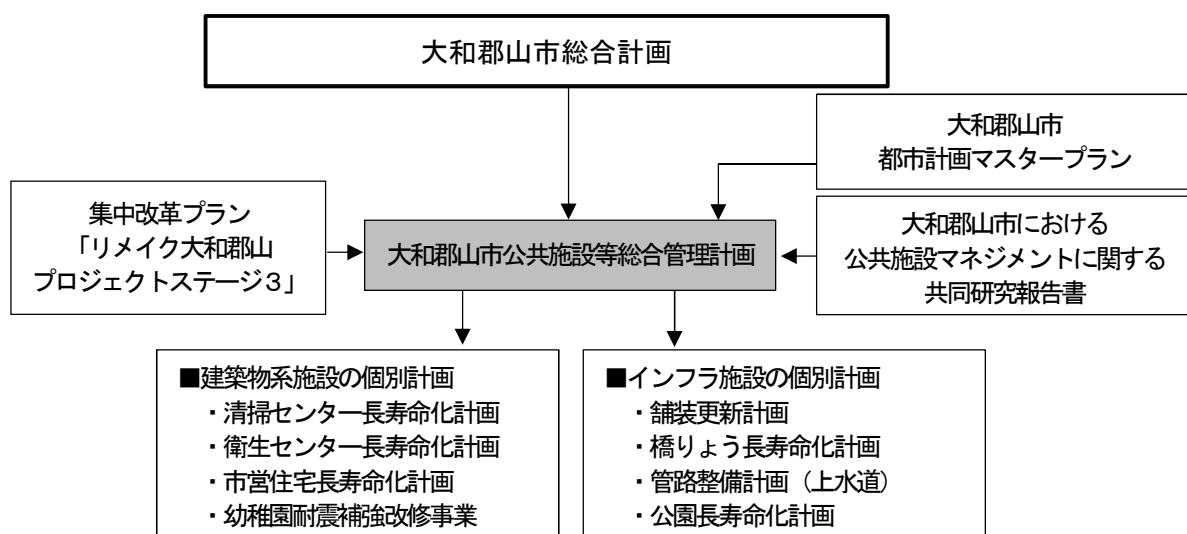 大和郡山市総合計画
大和郡山市
都市計画マスタープラン
集中改革プラン
「リメイク大和郡山
プロジェクトステージ３」
大和郡山市公共施設等総合管理計画
大和郡山市における
公共施設マネジメントに関する
共同研究報告書
■建築物系施設の個別計画
・清掃センター長寿命化計画
・衛生センター長寿命化計画
・市営住宅長寿命化計画
・幼稚園耐震補強改修事業
■インフラ施設の個別計画
・舗装更新計画
・橋りょう長寿命化計画
・管路整備計画（上水道）
・公園長寿命化計画